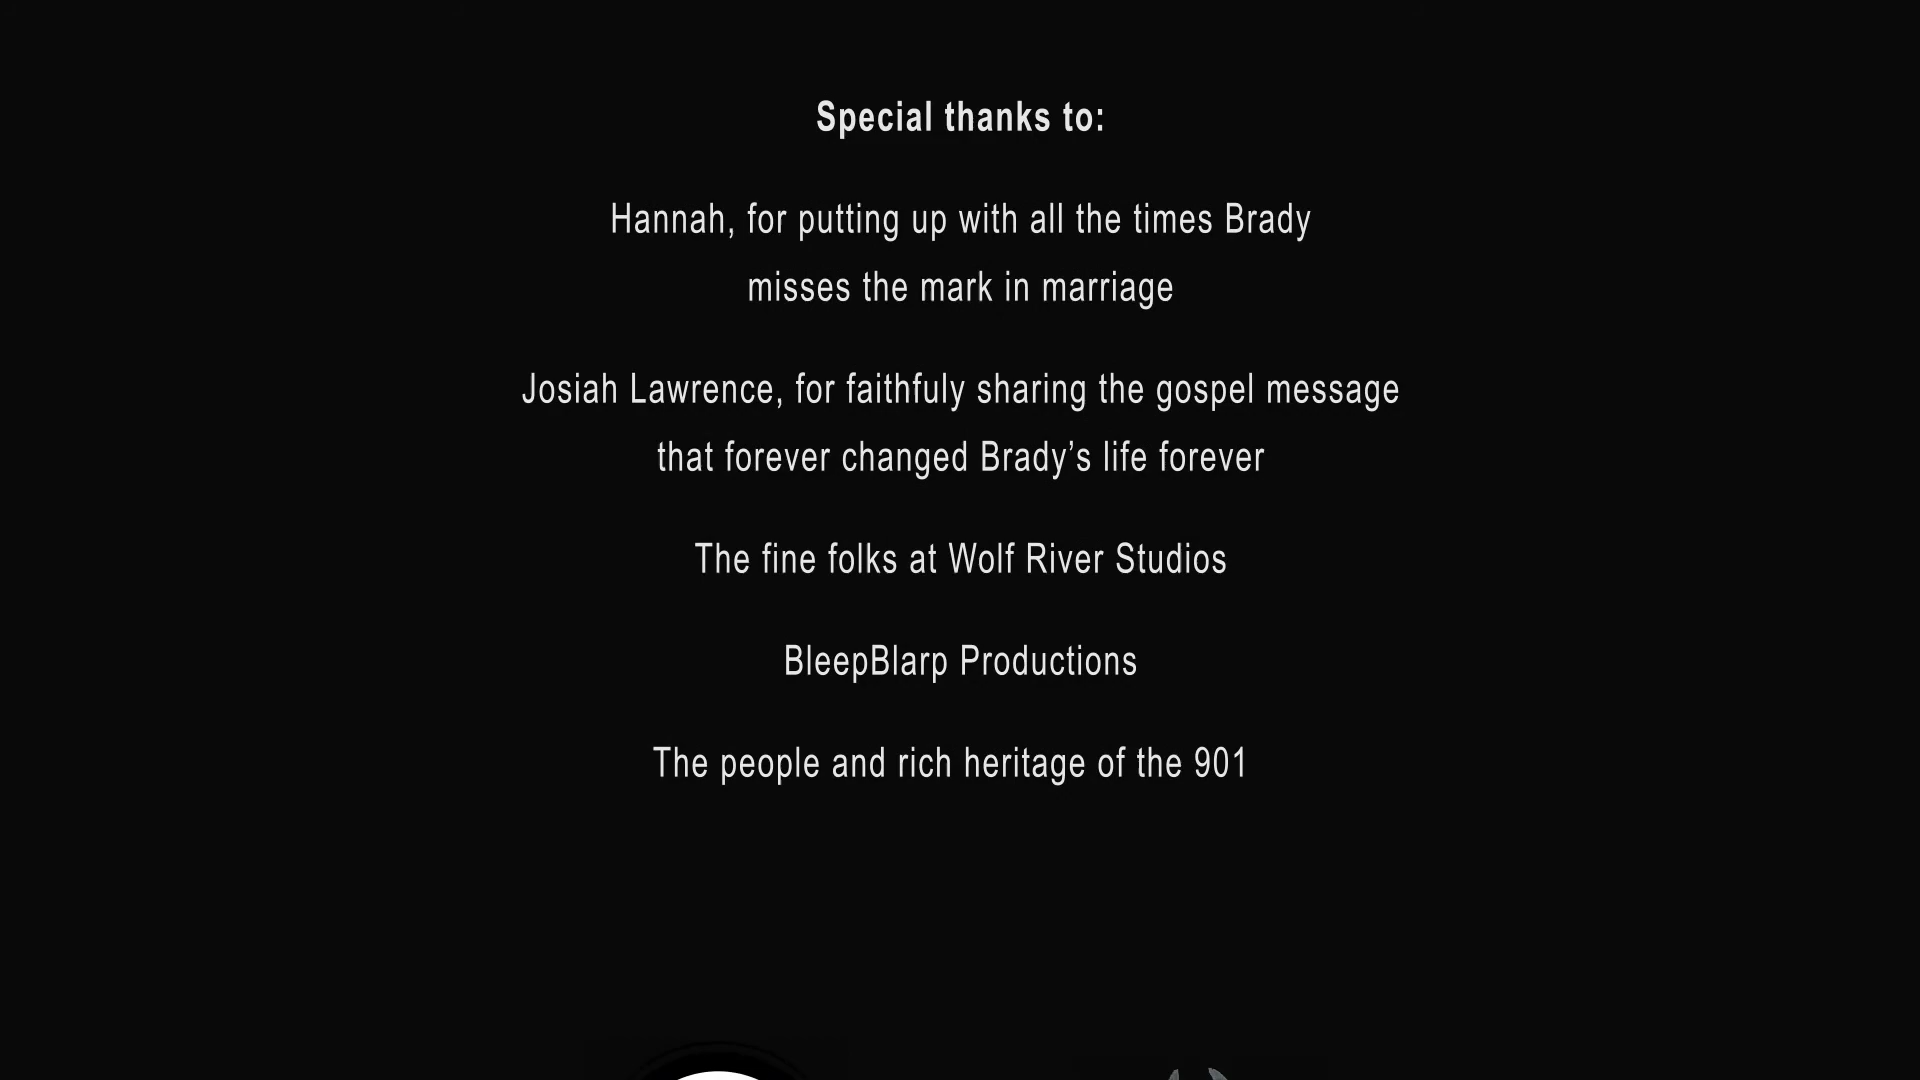 Special thanks to:
Hannah, for putting up with all the times Brady
misses the mark in marriage
Josiah Lawrence, for faithfuly sharing the gospel message
that forever changed Brady’s life forever
The fine folks at Wolf River Studios
BleepBlarp Productions
The people and rich heritage of the 901